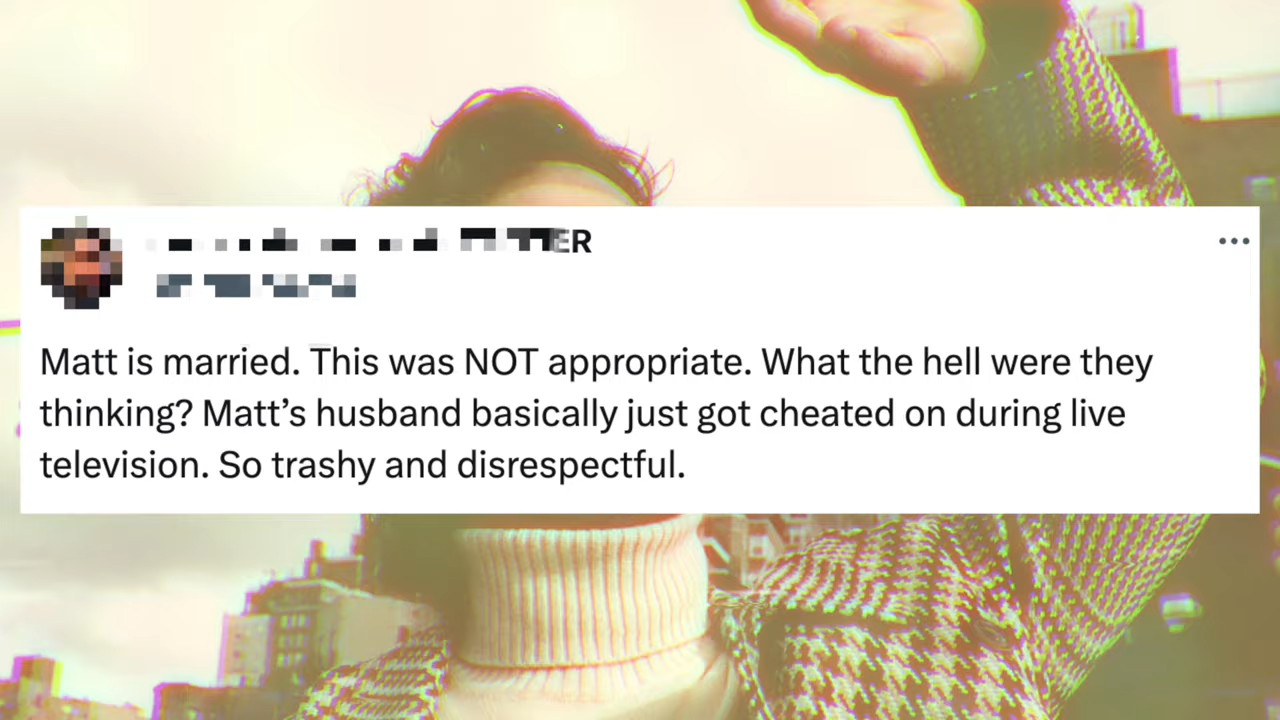 Matt is married. This was NOT appropriate. What the hell were they
thinking? Matt’s husband basically just got cheated on during live
television. So trashy and disrespectful.